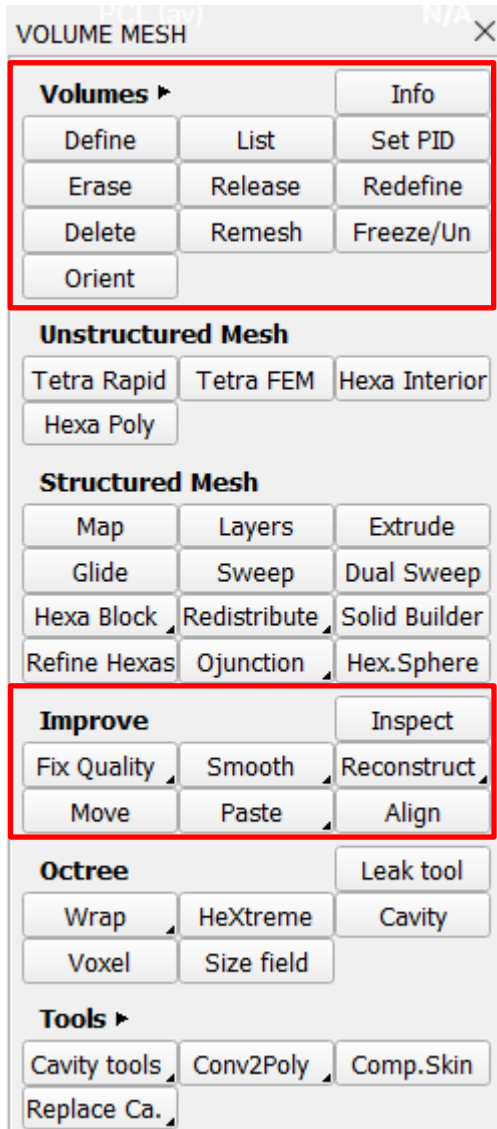 PCL (av) N/A
VOLUME MESH
Volumes Info
Define List Set PID
Erase Release Redefine
Delete Remesh Freeze/Un
Orient
Unstructured Mesh
Tetra Rapid Tetra FEM Hexa Interior
Hexa Poly
Structured Mesh
Map Layers Extrude
Glide Sweep Dual Sweep
Hexa Block Redistribute Solid Builder
Refine Hexas Ojunction Hex.Sphere
Improve Inspect
Fix Quality Smooth Reconstruct
Move Paste Align
Octree Leak tool
Wrap HeXtreme Cavity
Voxel Size field
Tools
Cavity tools Conv2Poly Comp.Skin
Replace Ca.